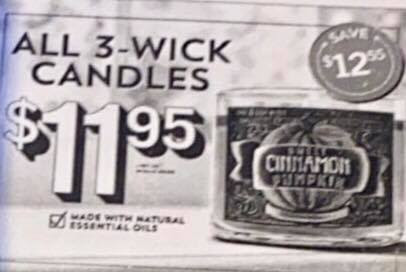 ALL 3-WICK
CANDLES
SAVE
$12.55
$11.95
SWEET
CINNAMON
PUMPKIN
MADE WITH NATURAL
ESSENTIAL OILS